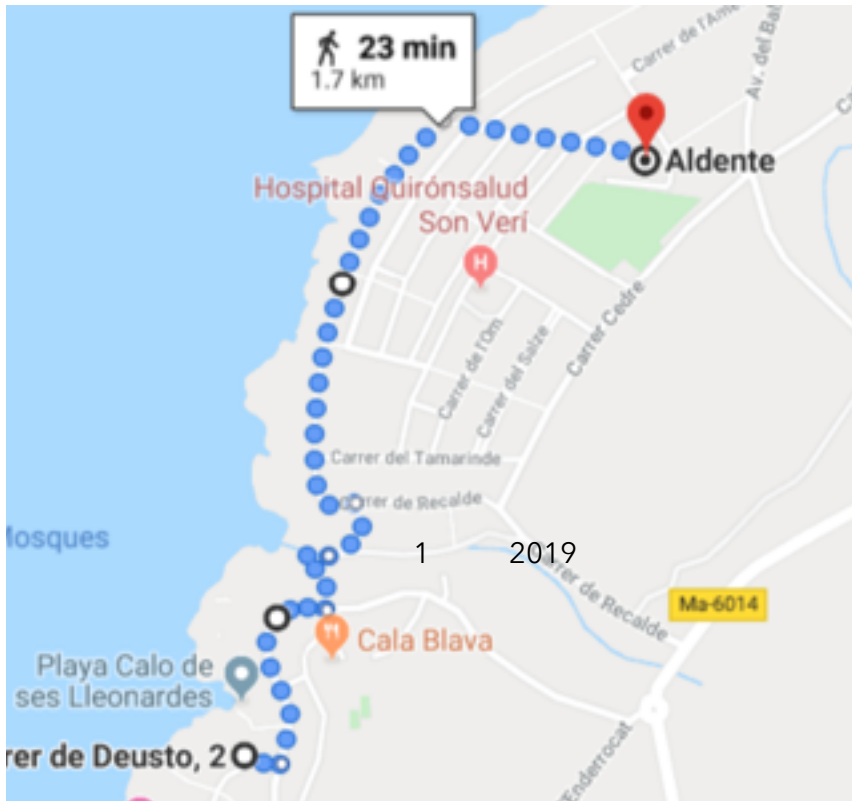 23 min
1.7 km
Carrer de l'Ame
Av. del Bal
Ca
Aldente
Hospital Quirónsalud
Son Verí
H
Carrer Cedre
Carrer de l'Om
Carrer del Salze
Carrer del Tamarinde
Carrer de Recalde
Mosques
1 2019
Carrer de Recalde
Ma-6014
Cala Blava
Playa Calo de
ses Lleonardes
rer de Deusto, 2
Enderrocat